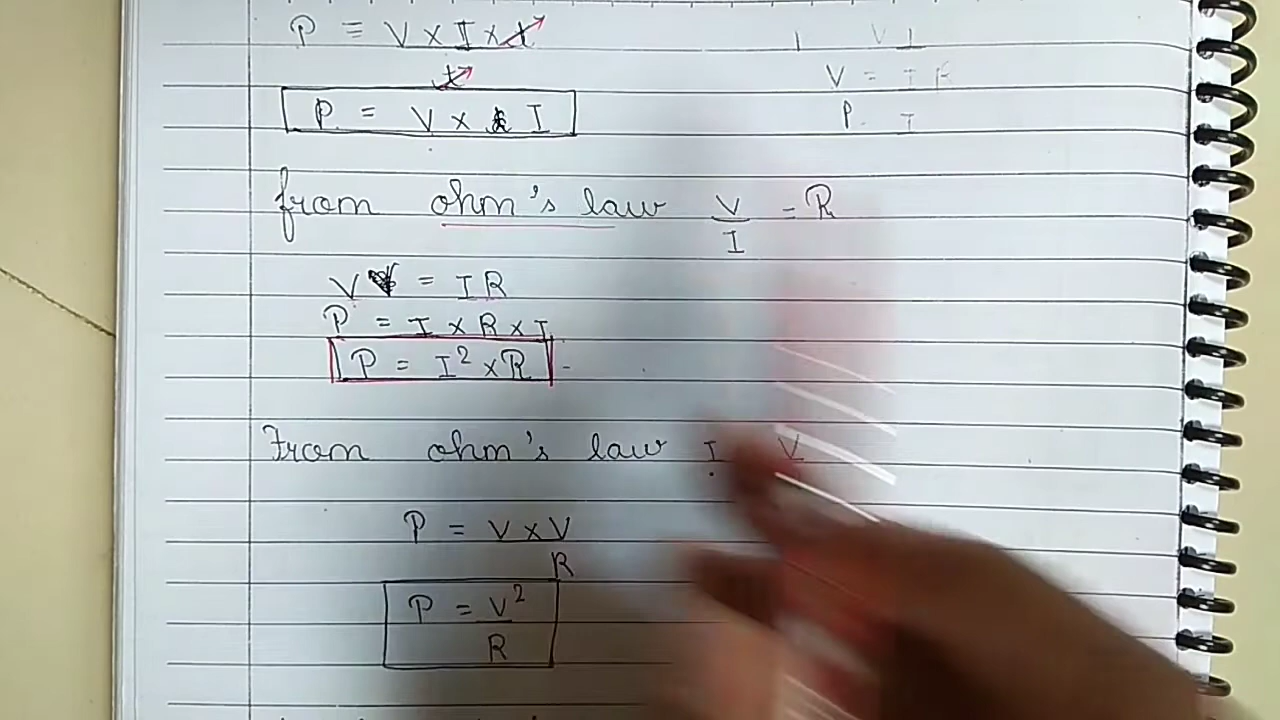 P = V x I x t
t
P = V x I
from ohm's law V/I = R
V = IR
P = I x R x I
P = I² x R
From ohm's law I V
P = V x V
R
P = V²
R
V I
V = I R
P I